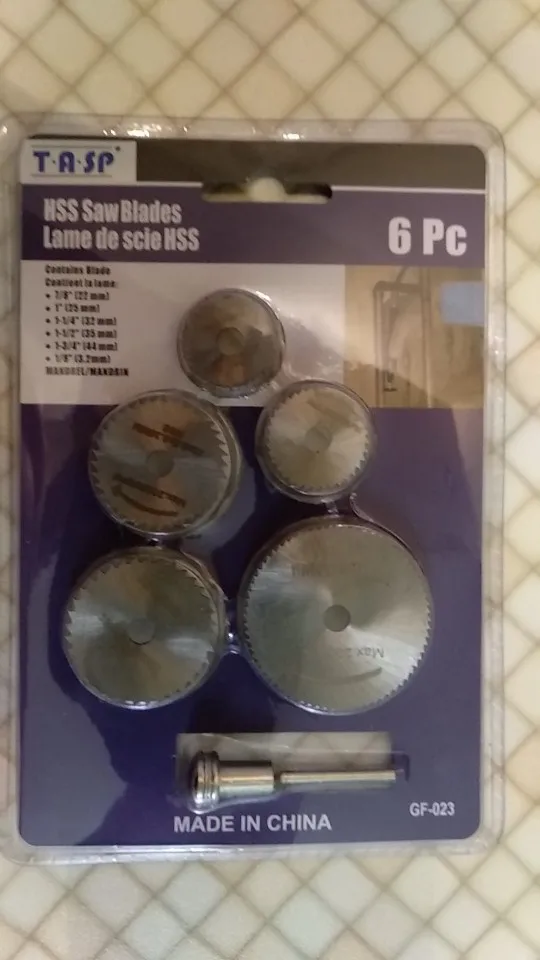 T·A·SP®
HSS Saw Blades
Lame de scie HSS
6 Pc
Contains Blade
Contient la lame:
• 7/8" (22 mm)
• 1" (25 mm)
• 1-1/4" (32 mm)
• 1-1/2" (35 mm)
• 1-3/4" (44 mm)
• 1/8" (3.2mm)
MANDREL/MANDRIN
Max
GF-023
MADE IN CHINA